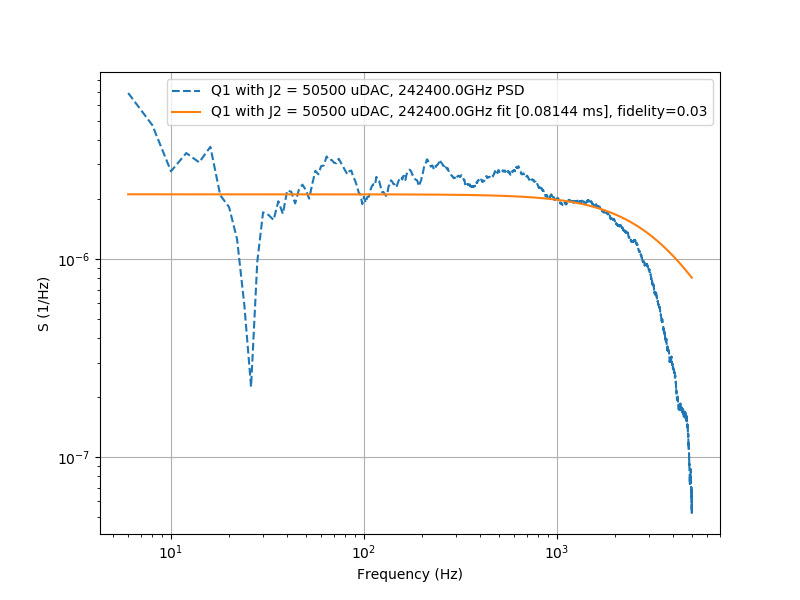 Q1 with J2 = 50500 uDAC, 242400.0GHz PSD
Q1 with J2 = 50500 uDAC, 242400.0GHz fit [0.08144 ms], fidelity=0.03
S (1/Hz)
10⁻⁶
10⁻⁷
10¹ 10² 10³
Frequency (Hz)